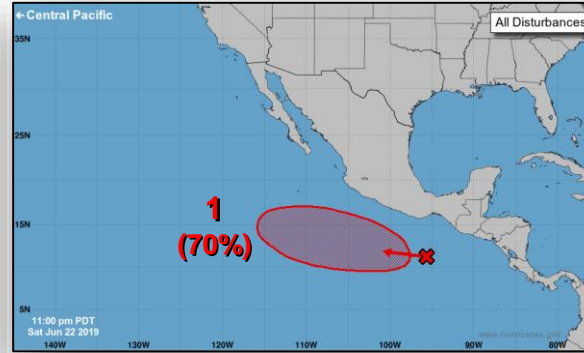 ←Central Pacific
All Disturbances
35N
25N
1
(70%)
15N
5N
11:00 pm PDT
Sat Jun 22 2019
www.hurricanes.gov
140W 130W 120W 110W 100W 90W 80W